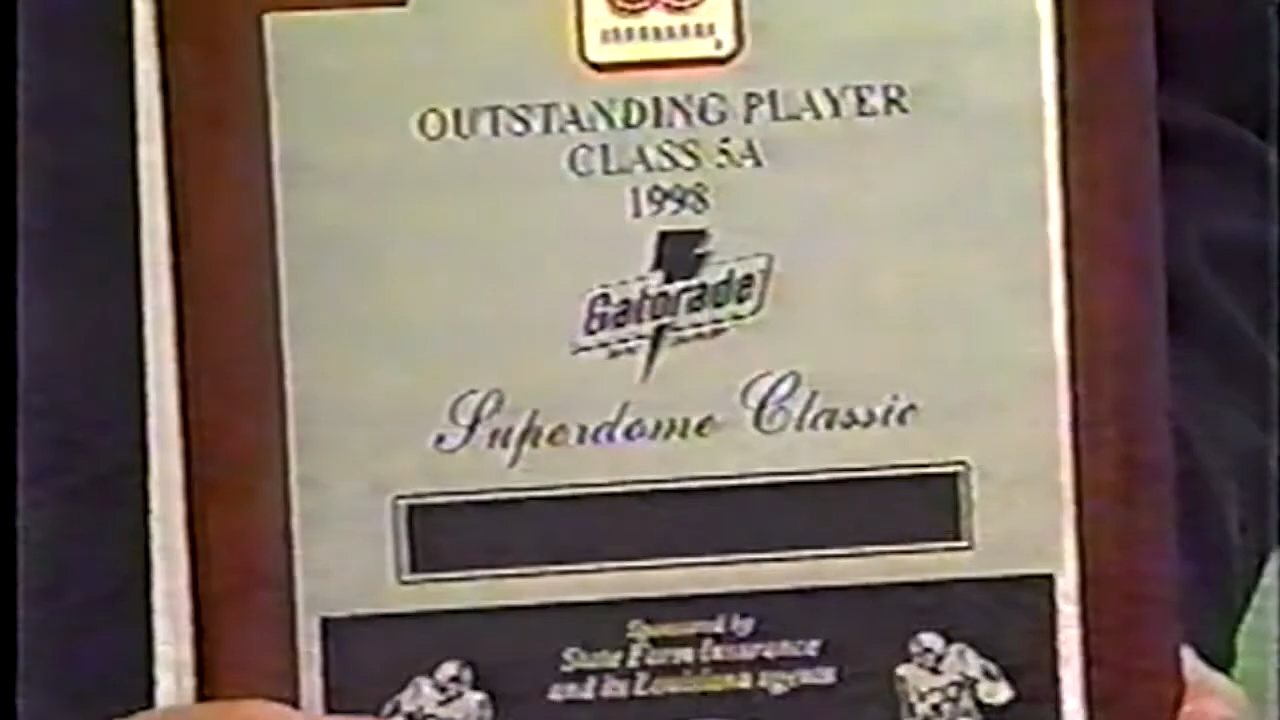 OUTSTANDING PLAYER
CLASS 5A
1998
Gatorade
Superdome Classic
Sponsored by
State Farm Insurance
and its Louisiana agents